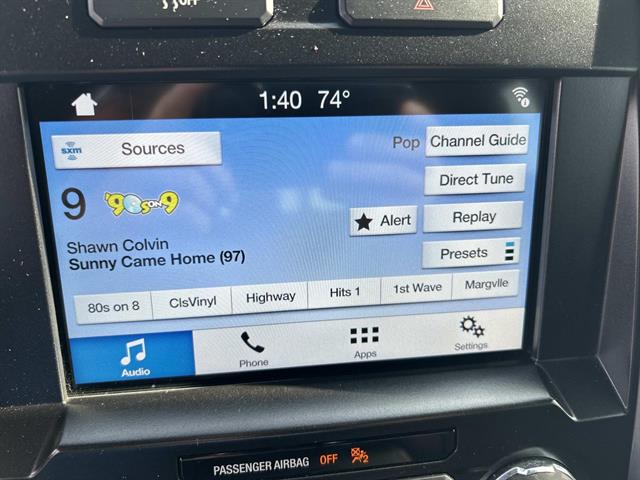 OFF
1:40 74°
sxm Sources
Pop
Channel Guide
Direct Tune
9 '90s on 9
Alert
Replay
Shawn Colvin
Sunny Came Home (97)
Presets
80s on 8 ClsVinyl Highway Hits 1 1st Wave Margvlle
Audio Phone Apps Settings
PASSENGER AIRBAG OFF 2